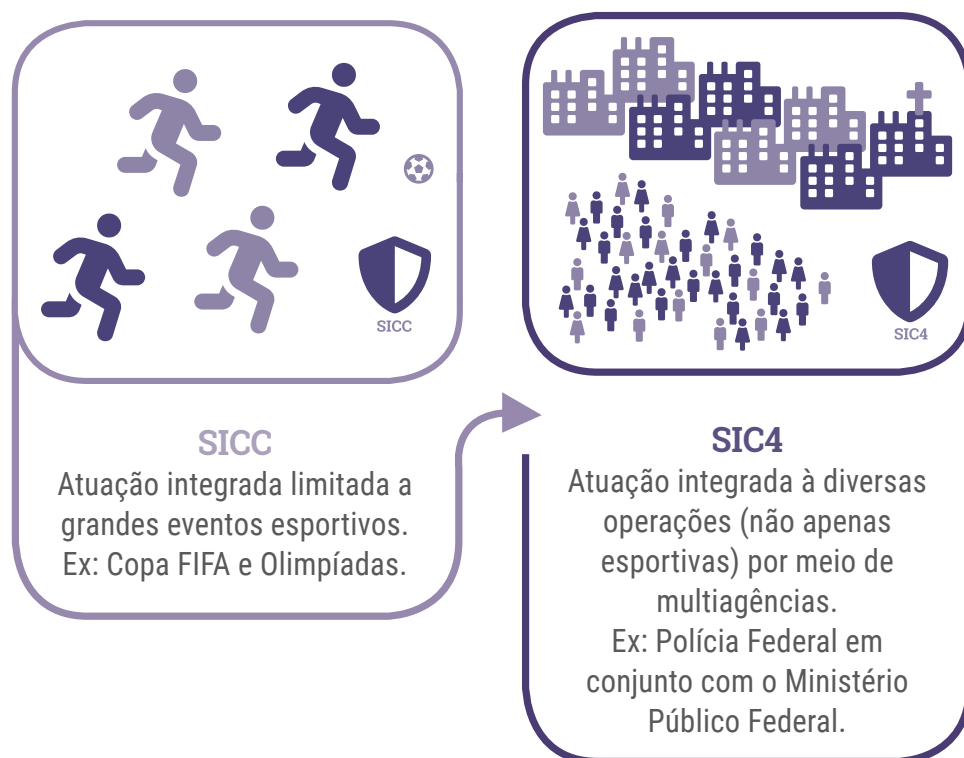 SICC
SICC
Atuação integrada limitada a
grandes eventos esportivos.
Ex: Copa FIFA e Olimpíadas.
SIC4
SIC4
Atuação integrada à diversas
operações (não apenas
esportivas) por meio de
multiagências.
Ex: Polícia Federal em
conjunto com o Ministério
Público Federal.